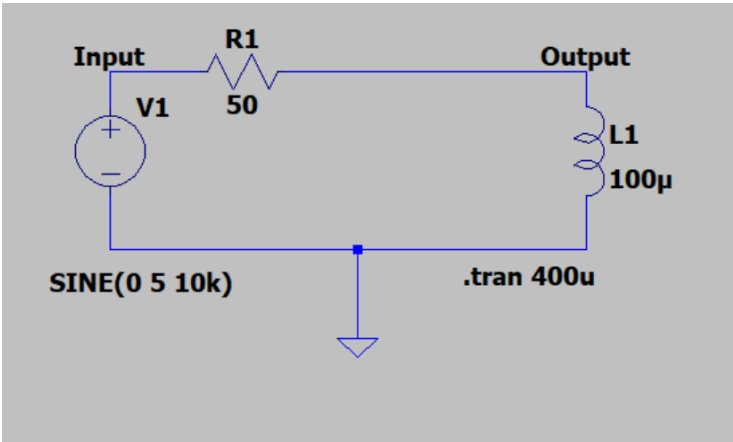 Input
R1
Output
V1
50
L1
100µ
SINE(0 5 10k)
.tran 400u